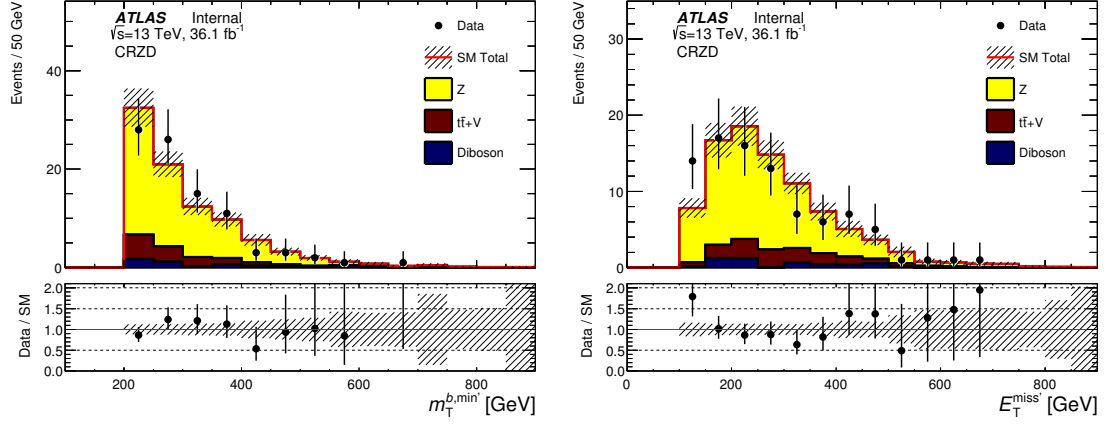 Events / 50 GeV
40
20
0
ATLAS Internal
√s=13 TeV, 36.1 fb⁻¹
CRZD
Data
SM Total
Z
tt̄+V
Diboson
Data / SM
2.0
1.5
1.0
0.5
0.0
200 400 600 800
m_T^{b,min'} [GeV]
Events / 50 GeV
30
20
10
0
ATLAS Internal
√s=13 TeV, 36.1 fb⁻¹
CRZD
Data
SM Total
Z
tt̄+V
Diboson
Data / SM
2.0
1.5
1.0
0.5
0.0
0 200 400 600 800
E_T^{miss'} [GeV]